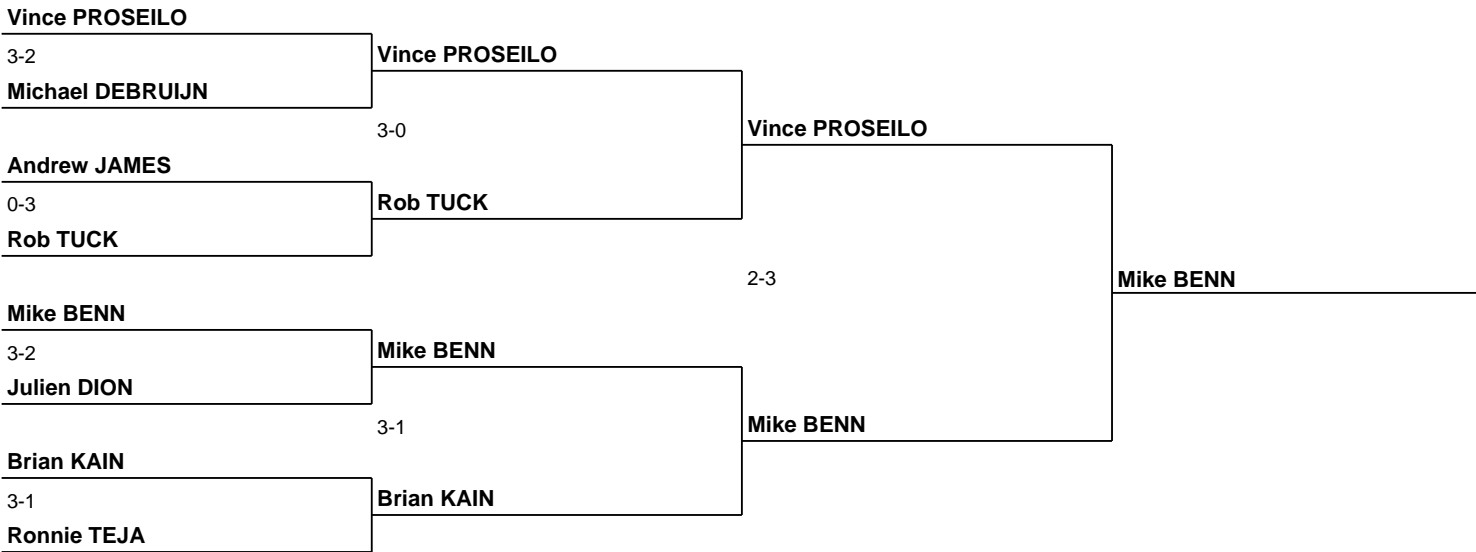 Vince PROSEILO
3-2
Vince PROSEILO
Michael DEBRUIJN
3-0
Vince PROSEILO
Andrew JAMES
0-3
Rob TUCK
Rob TUCK
2-3
Mike BENN
Mike BENN
3-2
Mike BENN
Julien DION
3-1
Mike BENN
Brian KAIN
3-1
Brian KAIN
Ronnie TEJA